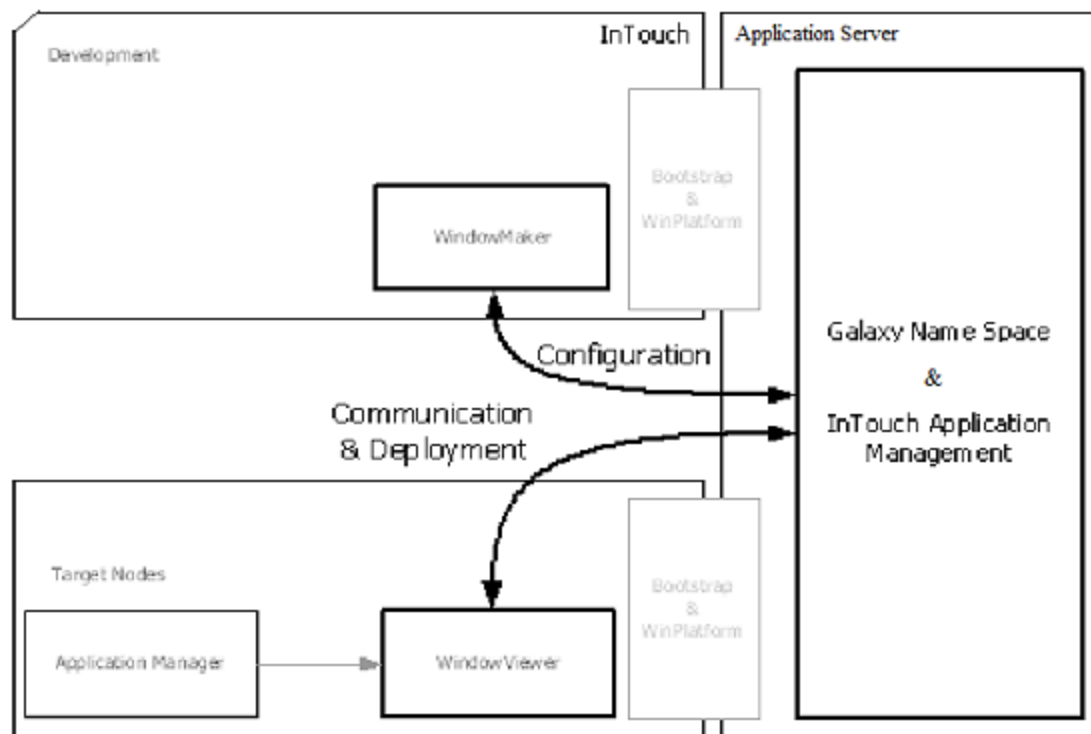 InTouch
Application Server
Development
Bootstrap
&
WinPlatform
WindowMaker
Galaxy Name Space
&
InTouch Application
Management
Configuration
Communication
& Deployment
Target Nodes
Bootstrap
&
WinPlatform
Application Manager
WindowViewer